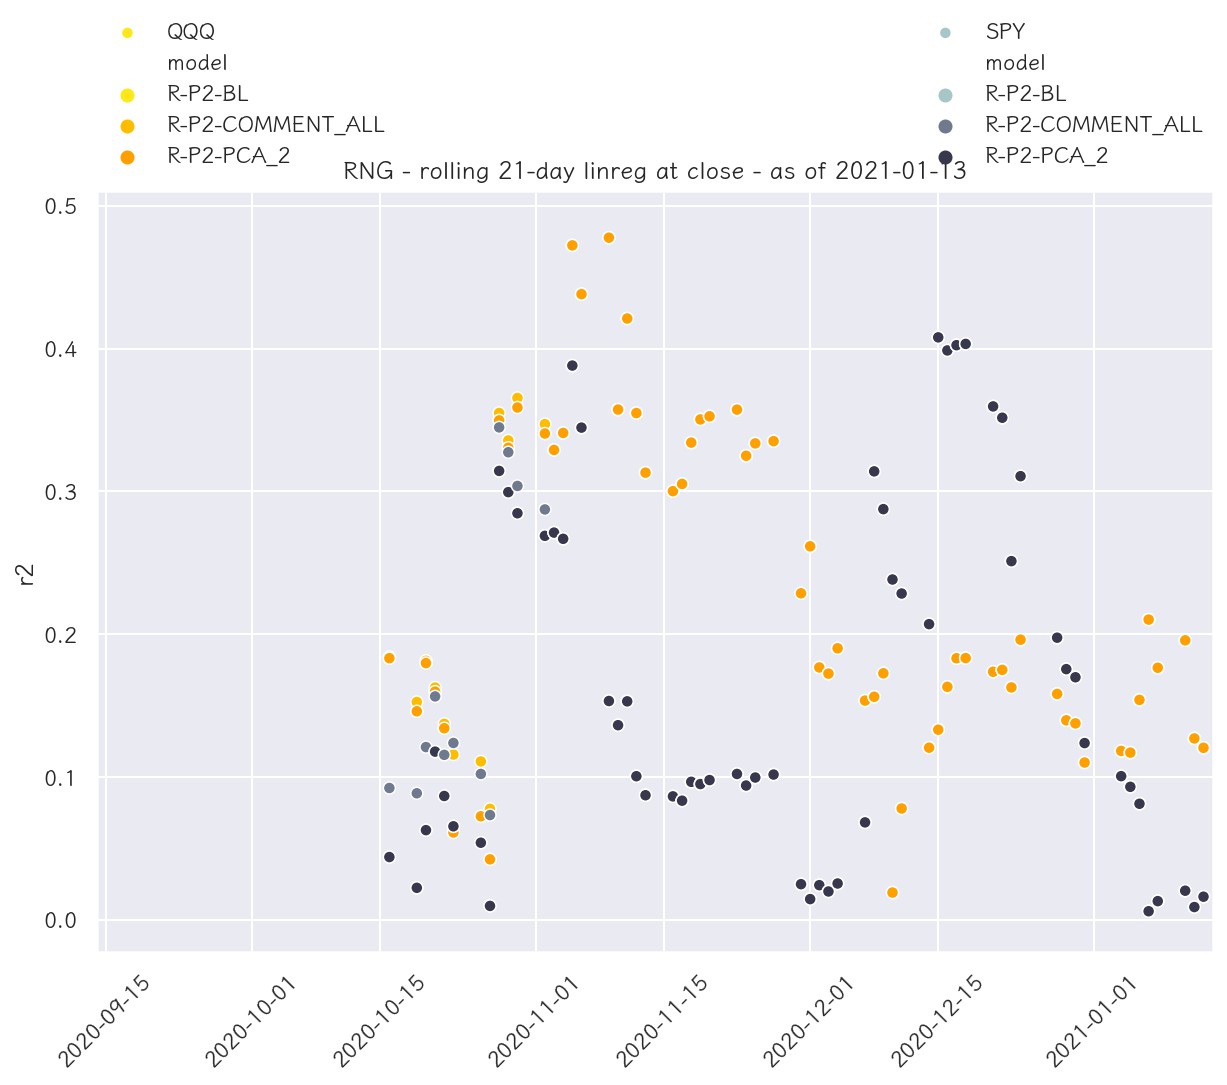 QQQ
model
R-P2-BL
R-P2-COMMENT_ALL
R-P2-PCA_2
SPY
model
R-P2-BL
R-P2-COMMENT_ALL
R-P2-PCA_2
RNG - rolling 21-day linreg at close - as of 2021-01-13
0.5
0.4
0.3
0.2
0.1
0.0
r2
2020-09-15
2020-10-01
2020-10-15
2020-11-01
2020-11-15
2020-12-01
2020-12-15
2021-01-01